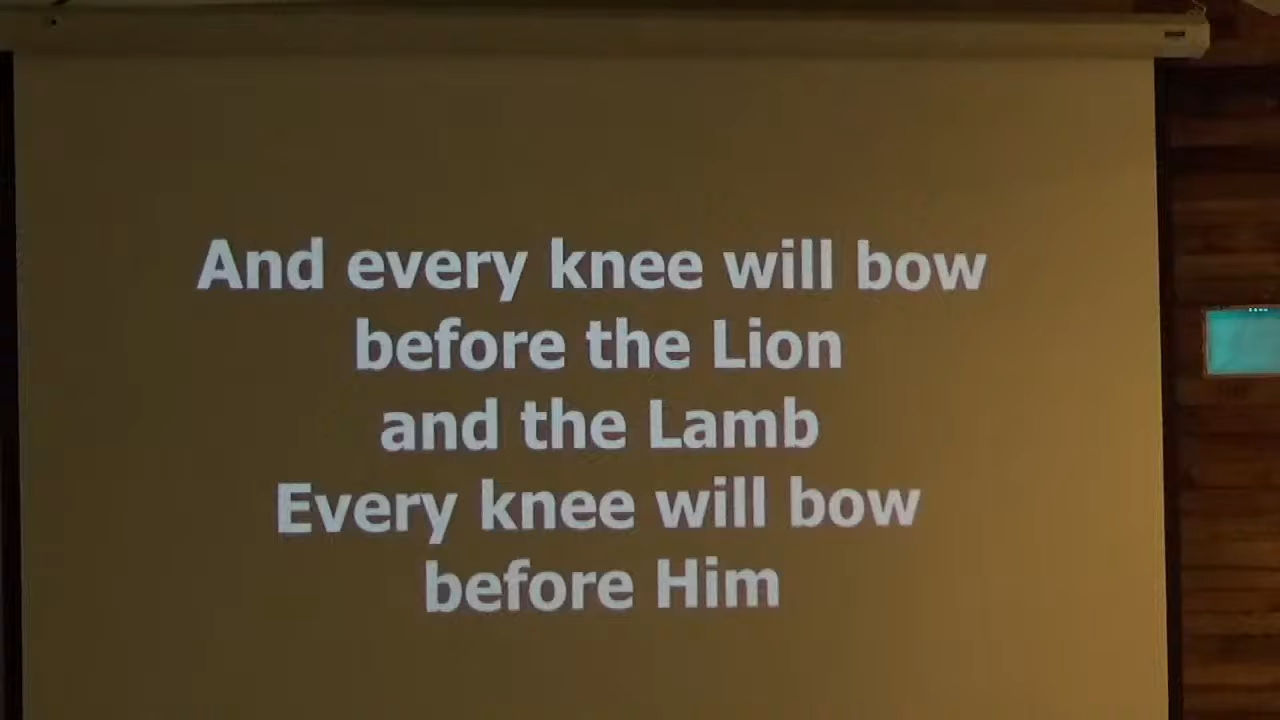 And every knee will bow
before the Lion
and the Lamb
Every knee will bow
before Him